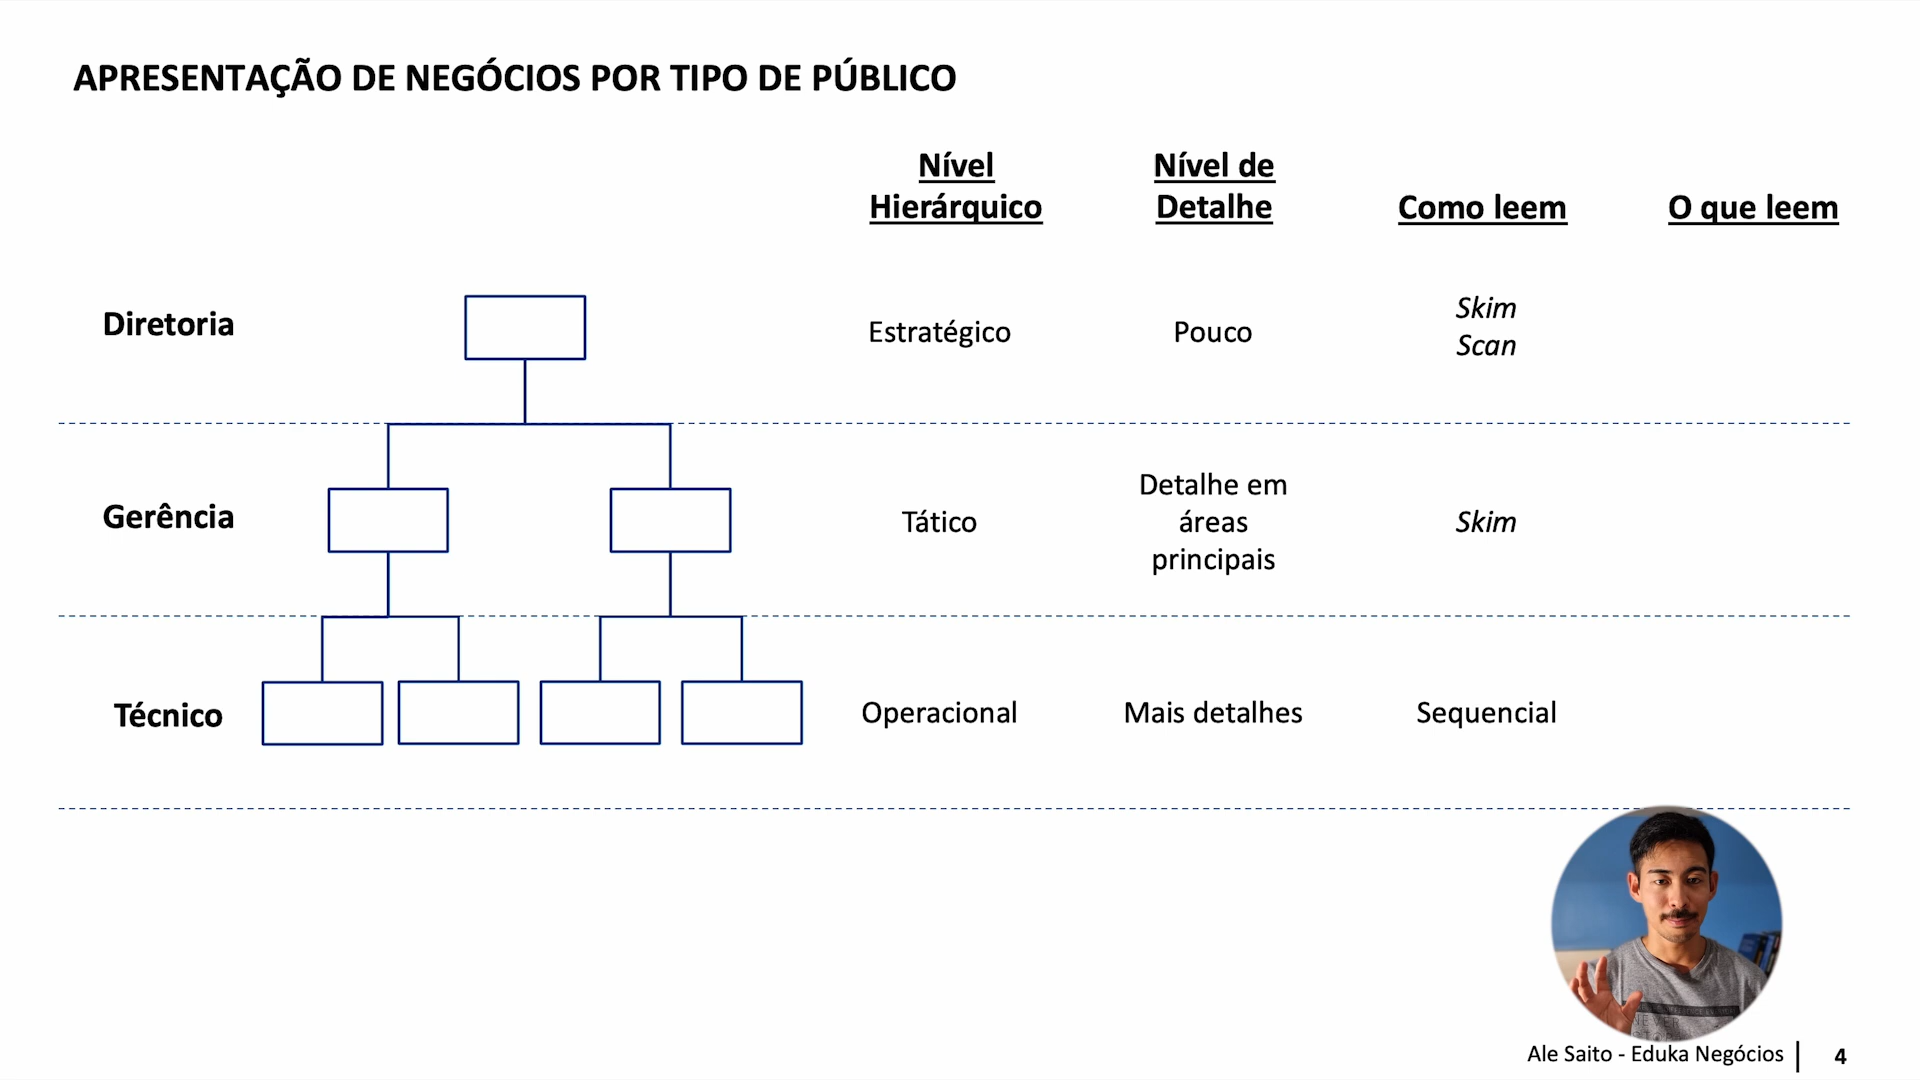 APRESENTAÇÃO DE NEGÓCIOS POR TIPO DE PÚBLICO
Nível
Hierárquico
Nível de
Detalhe
Como leem
O que leem
Diretoria
Estratégico
Pouco
Skim
Scan
Gerência
Tático
Detalhe em
áreas
principais
Skim
Técnico
Operacional
Mais detalhes
Sequencial
NEVER
Ale Saito - Eduka Negócios
4